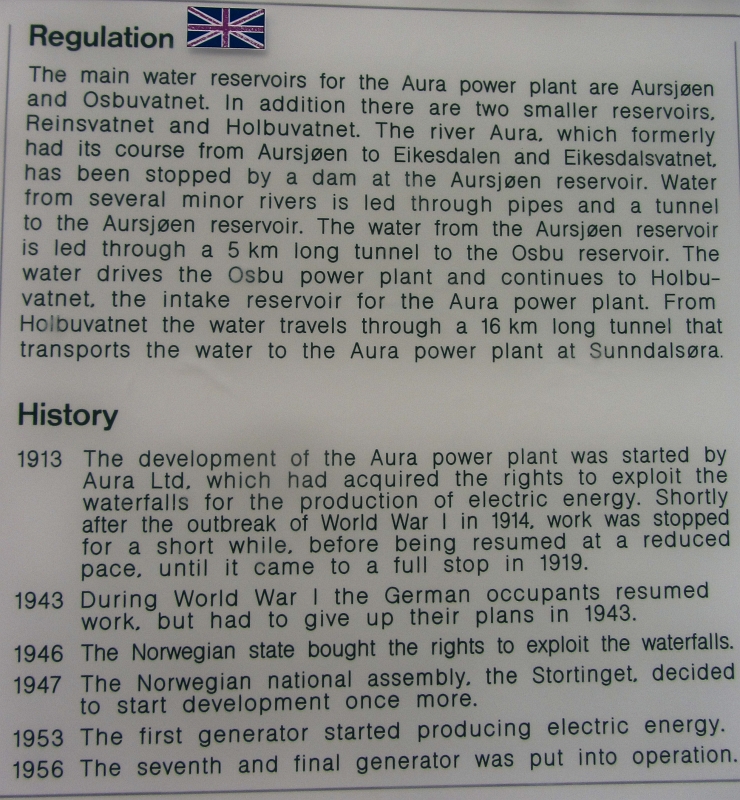 Regulation
The main water reservoirs for the Aura power plant are Aursjøen
and Osbuvatnet. In addition there are two smaller reservoirs,
Reinsvatnet and Holbuvatnet. The river Aura, which formerly
had its course from Aursjøen to Eikesdalen and Eikesdalsvatnet,
has been stopped by a dam at the Aursjøen reservoir. Water
from several minor rivers is led through pipes and a tunnel
to the Aursjøen reservoir. The water from the Aursjøen reservoir
is led through a 5 km long tunnel to the Osbu reservoir. The
water drives the Osbu power plant and continues to Holbu-
vatnet, the intake reservoir for the Aura power plant. From
Holbuvatnet the water travels through a 16 km long tunnel that
transports the water to the Aura power plant at Sunndalsøra.
History
1913 The development of the Aura power plant was started by
Aura Ltd, which had acquired the rights to exploit the
waterfalls for the production of electric energy. Shortly
after the outbreak of World War I in 1914, work was stopped
for a short while, before being resumed at a reduced
pace, until it came to a full stop in 1919.
1943 During World War I the German occupants resumed
work, but had to give up their plans in 1943.
1946 The Norwegian state bought the rights to exploit the waterfalls.
1947 The Norwegian national assembly, the Stortinget, decided
to start development once more.
1953 The first generator started producing electric energy.
1956 The seventh and final generator was put into operation.